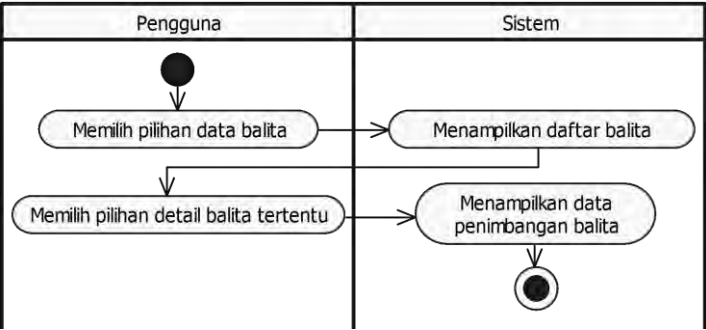 Pengguna
Sistem
Memilih pilihan data balita
Menampilkan daftar balita
Memilih pilihan detail balita tertentu
Menampilkan data
penimbangan balita